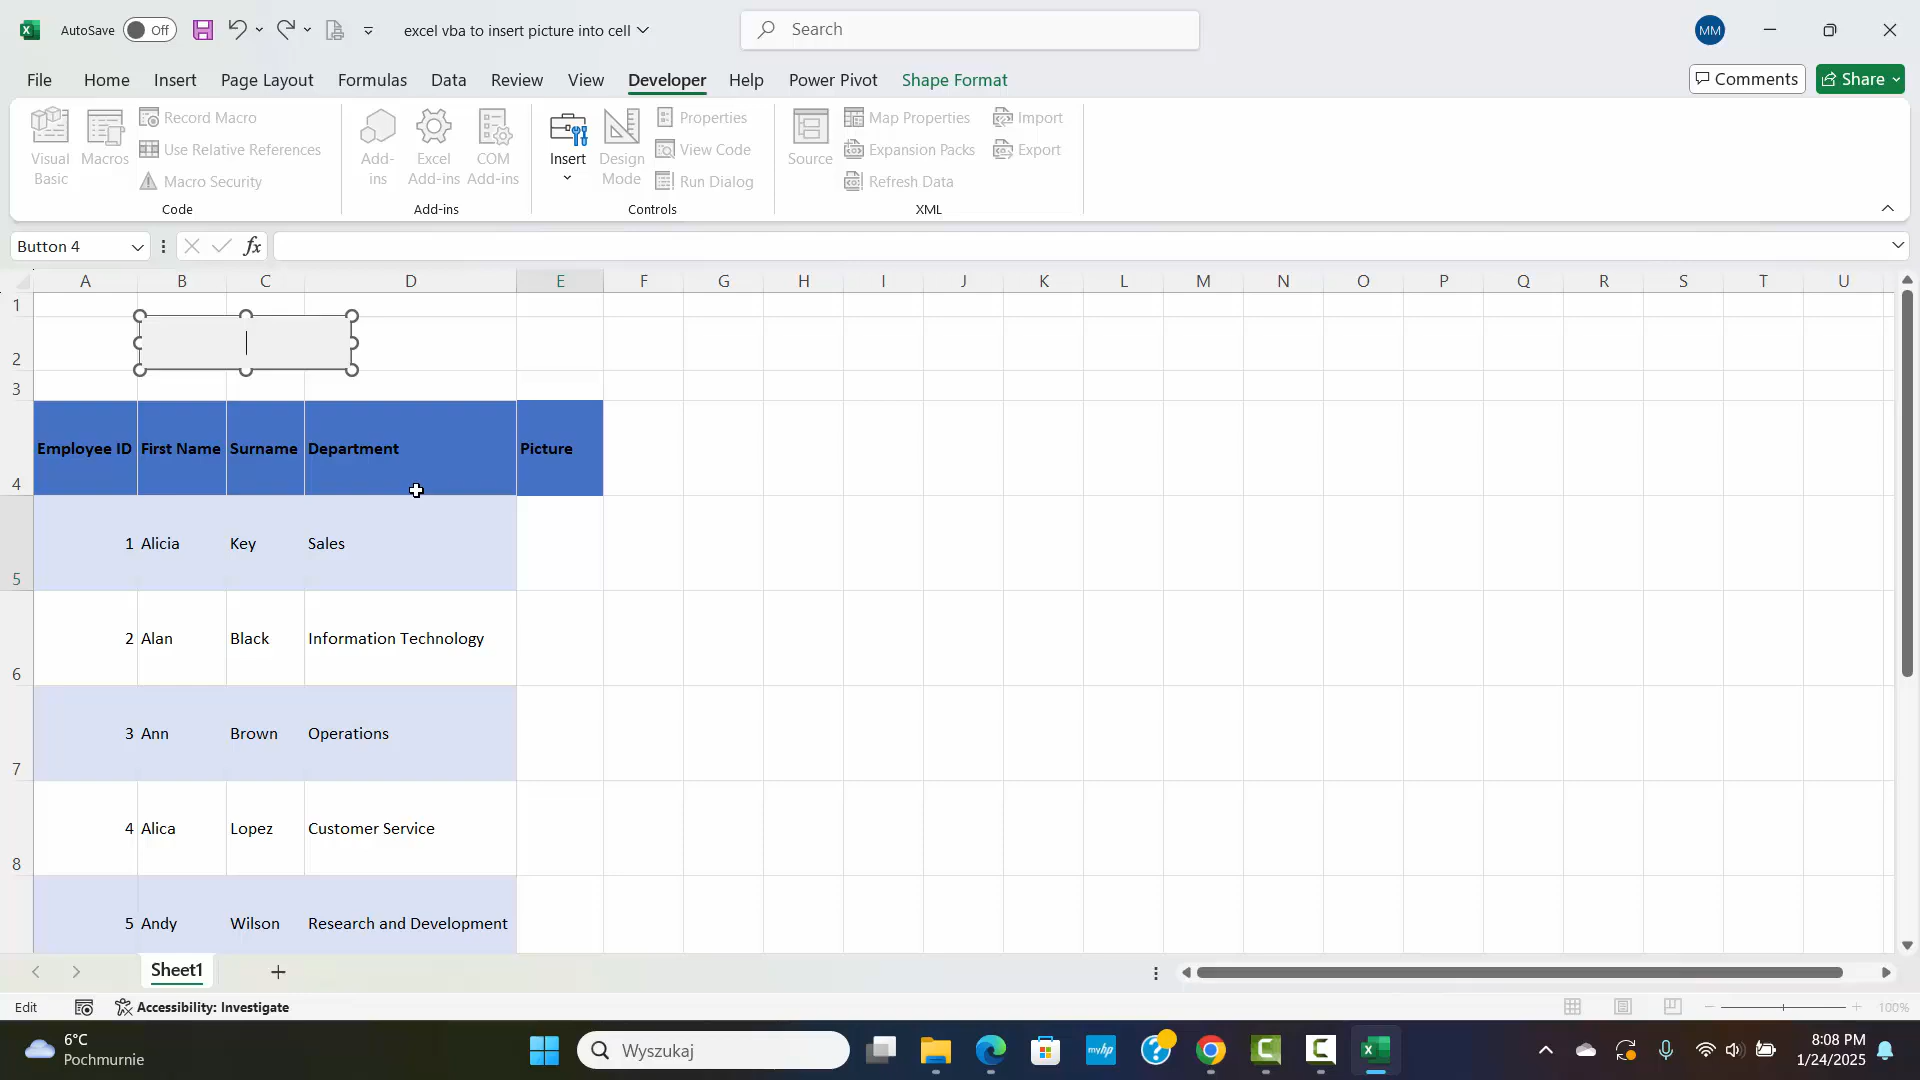 AutoSave Off excel vba to insert picture into cell Search MM
File Home Insert Page Layout Formulas Data Review View Developer Help Power Pivot Shape Format Comments Share
Visual Basic
Macros
Record Macro
Use Relative References
Macro Security
Code
Add-ins
Excel Add-ins
COM Add-ins
Add-ins
Insert
Design Mode
Properties
View Code
Run Dialog
Controls
Source
Map Properties
Expansion Packs
Refresh Data
Import
Export
XML
Button 4 fx
A B C D E F G H I J K L M N O P Q R S T U
1
2
3
4 Employee ID First Name Surname Department Picture
5 1 Alicia Key Sales
6 2 Alan Black Information Technology
7 3 Ann Brown Operations
8 4 Alica Lopez Customer Service
5 Andy Wilson Research and Development
Sheet1
Edit Accessibility: Investigate 100%
6°C
Pochmurnie
Wyszukaj
myhp
8:08 PM
1/24/2025